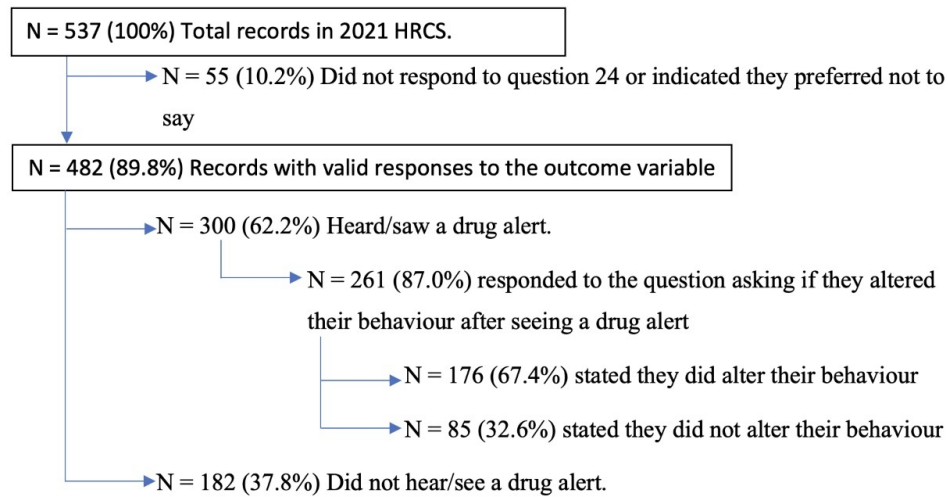 N = 537 (100%) Total records in 2021 HRCS.
N = 55 (10.2%) Did not respond to question 24 or indicated they preferred not to
say
N = 482 (89.8%) Records with valid responses to the outcome variable
N = 300 (62.2%) Heard/saw a drug alert.
N = 261 (87.0%) responded to the question asking if they altered
their behaviour after seeing a drug alert
N = 176 (67.4%) stated they did alter their behaviour
N = 85 (32.6%) stated they did not alter their behaviour
N = 182 (37.8%) Did not hear/see a drug alert.